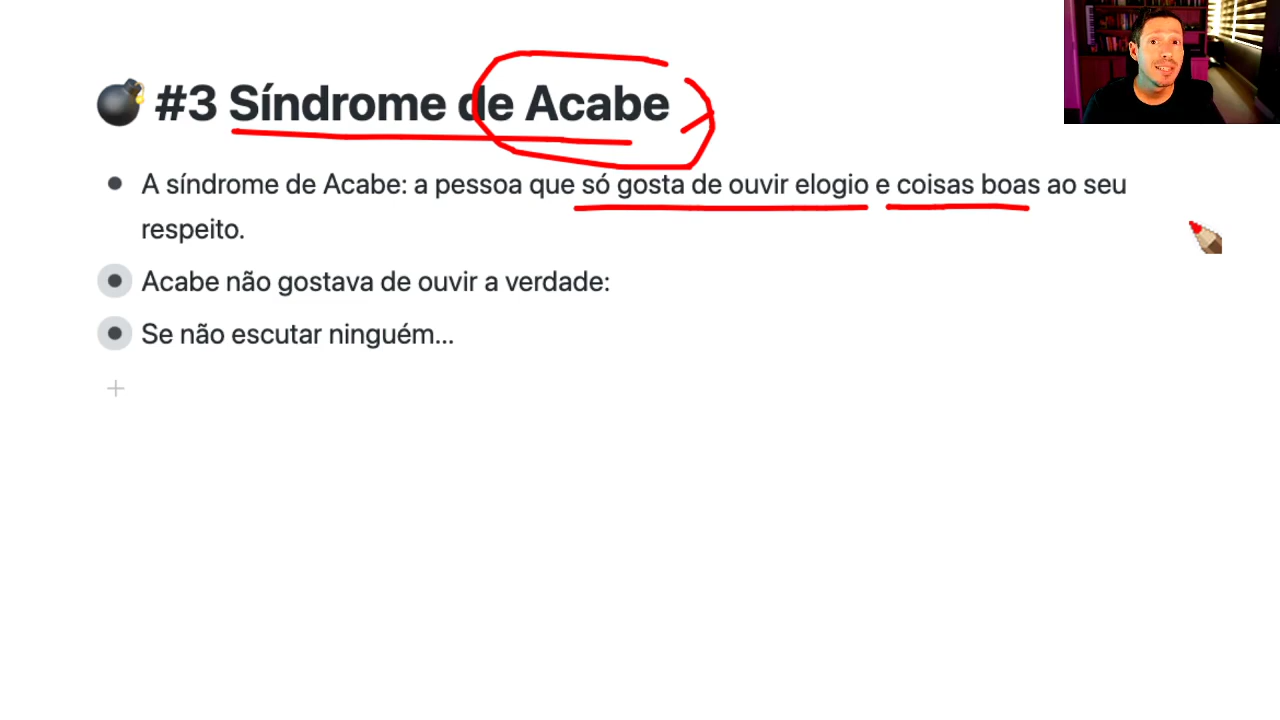 💣 #3 Síndrome de Acabe
• A síndrome de Acabe: a pessoa que só gosta de ouvir elogio e coisas boas ao seu
respeito.
• Acabe não gostava de ouvir a verdade:
• Se não escutar ninguém...
+